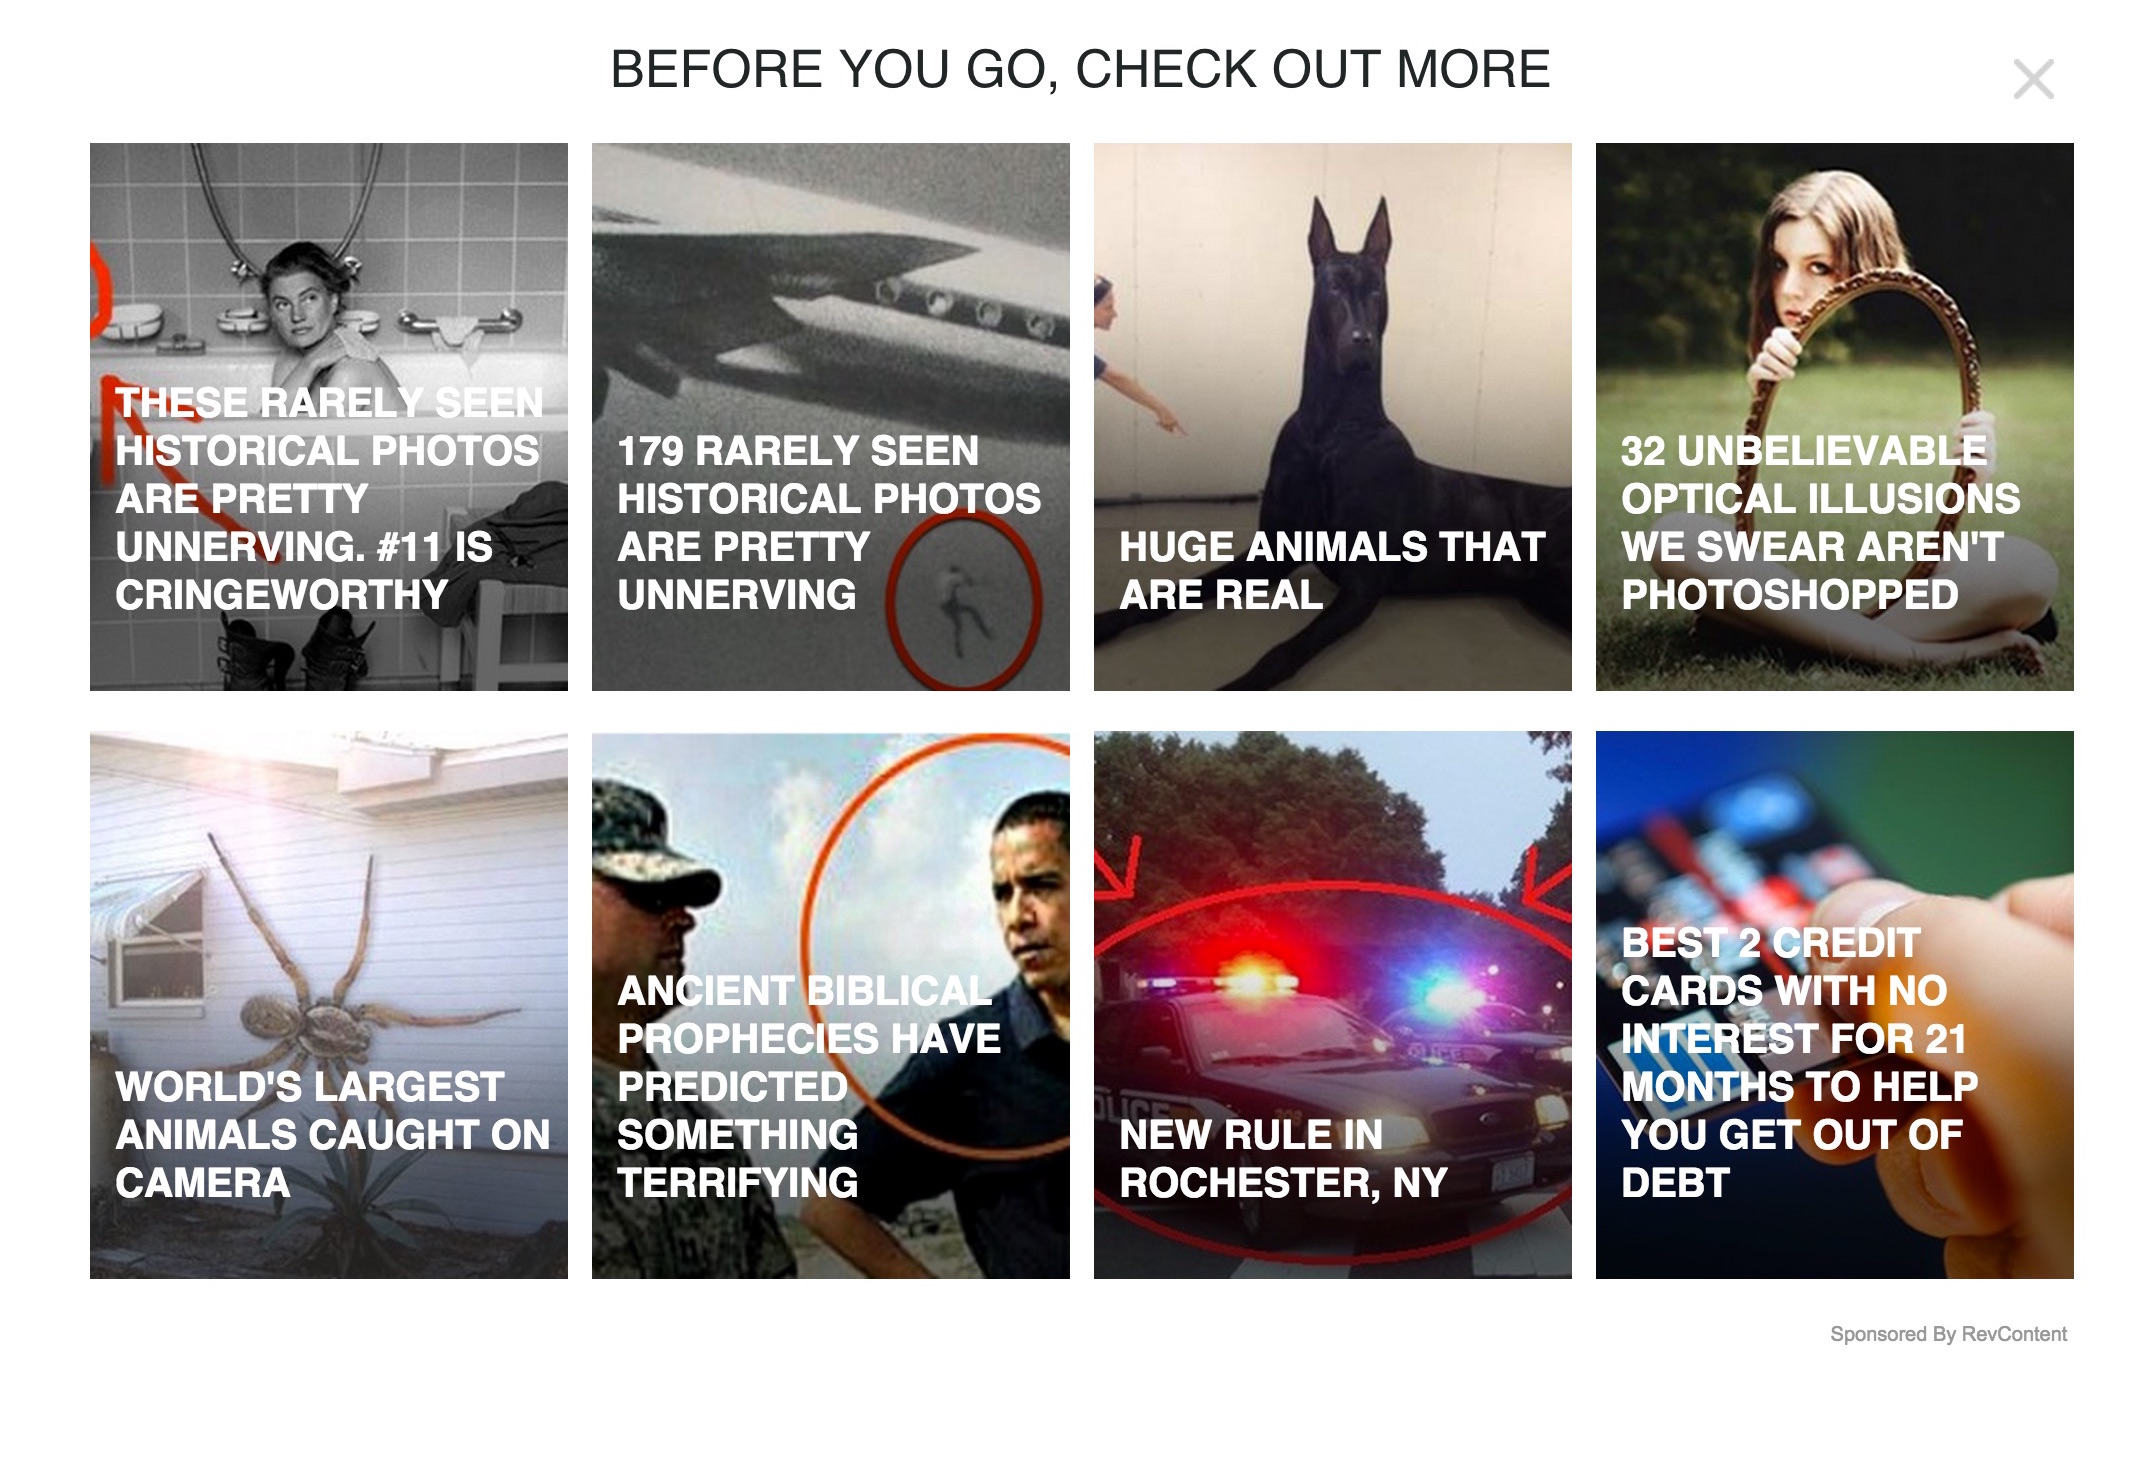 BEFORE YOU GO, CHECK OUT MORE
THESE RARELY SEEN
HISTORICAL PHOTOS
ARE PRETTY
UNNERVING. #11 IS
CRINGEWORTHY
179 RARELY SEEN
HISTORICAL PHOTOS
ARE PRETTY
UNNERVING
HUGE ANIMALS THAT
ARE REAL
32 UNBELIEVABLE
OPTICAL ILLUSIONS
WE SWEAR AREN'T
PHOTOSHOPPED
WORLD'S LARGEST
ANIMALS CAUGHT ON
CAMERA
ANCIENT BIBLICAL
PROPHECIES HAVE
PREDICTED
SOMETHING
TERRIFYING
NEW RULE IN
ROCHESTER, NY
BEST 2 CREDIT
CARDS WITH NO
INTEREST FOR 21
MONTHS TO HELP
YOU GET OUT OF
DEBT
Sponsored By RevContent